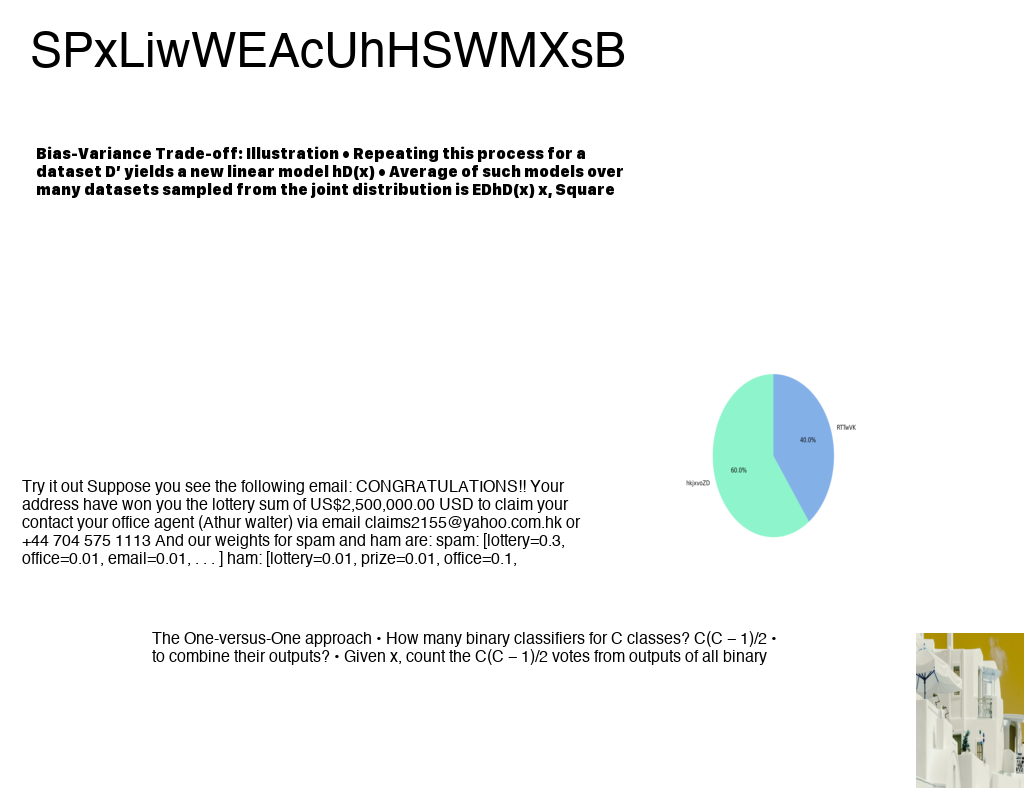 SPxLiwWEAcUhHSWMXsB
Bias-Variance Trade-off: Illustration • Repeating this process for a
dataset D′ yields a new linear model hD(x) • Average of such models over
many datasets sampled from the joint distribution is EDhD(x) x, Square
40.0%
RTTwVK
60.0%
hkjxvoZD
Try it out Suppose you see the following email: CONGRATULATIONS!! Your
address have won you the lottery sum of US$2,500,000.00 USD to claim your
contact your office agent (Athur walter) via email claims2155@yahoo.com.hk or
+44 704 575 1113 And our weights for spam and ham are: spam: [lottery=0.3,
office=0.01, email=0.01, . . . ] ham: [lottery=0.01, prize=0.01, office=0.1,
The One-versus-One approach • How many binary classifiers for C classes? C(C – 1)/2 •
to combine their outputs? • Given x, count the C(C – 1)/2 votes from outputs of all binary